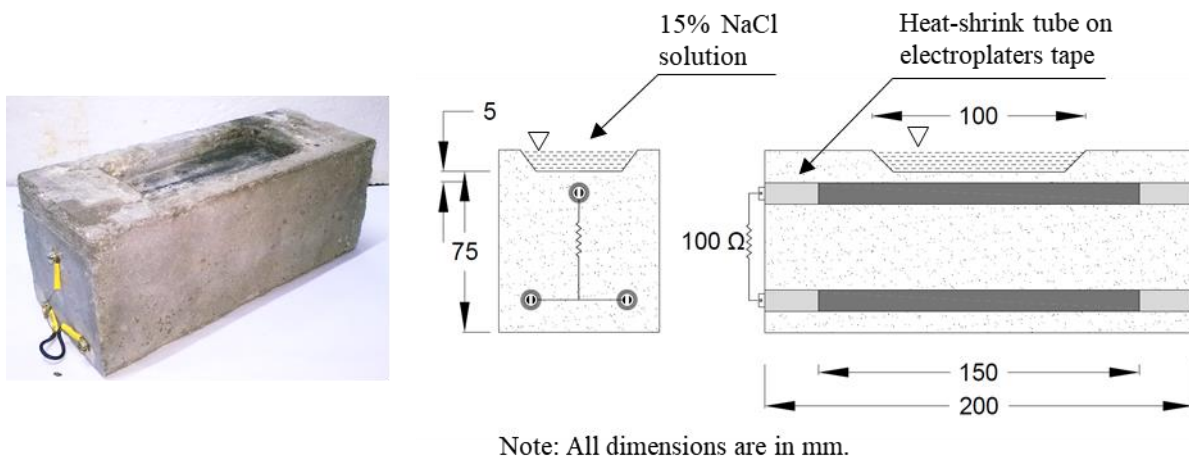 15% NaCl
solution
Heat-shrink tube on
electroplaters tape
5
100
75
100 Ω
150
200
Note: All dimensions are in mm.